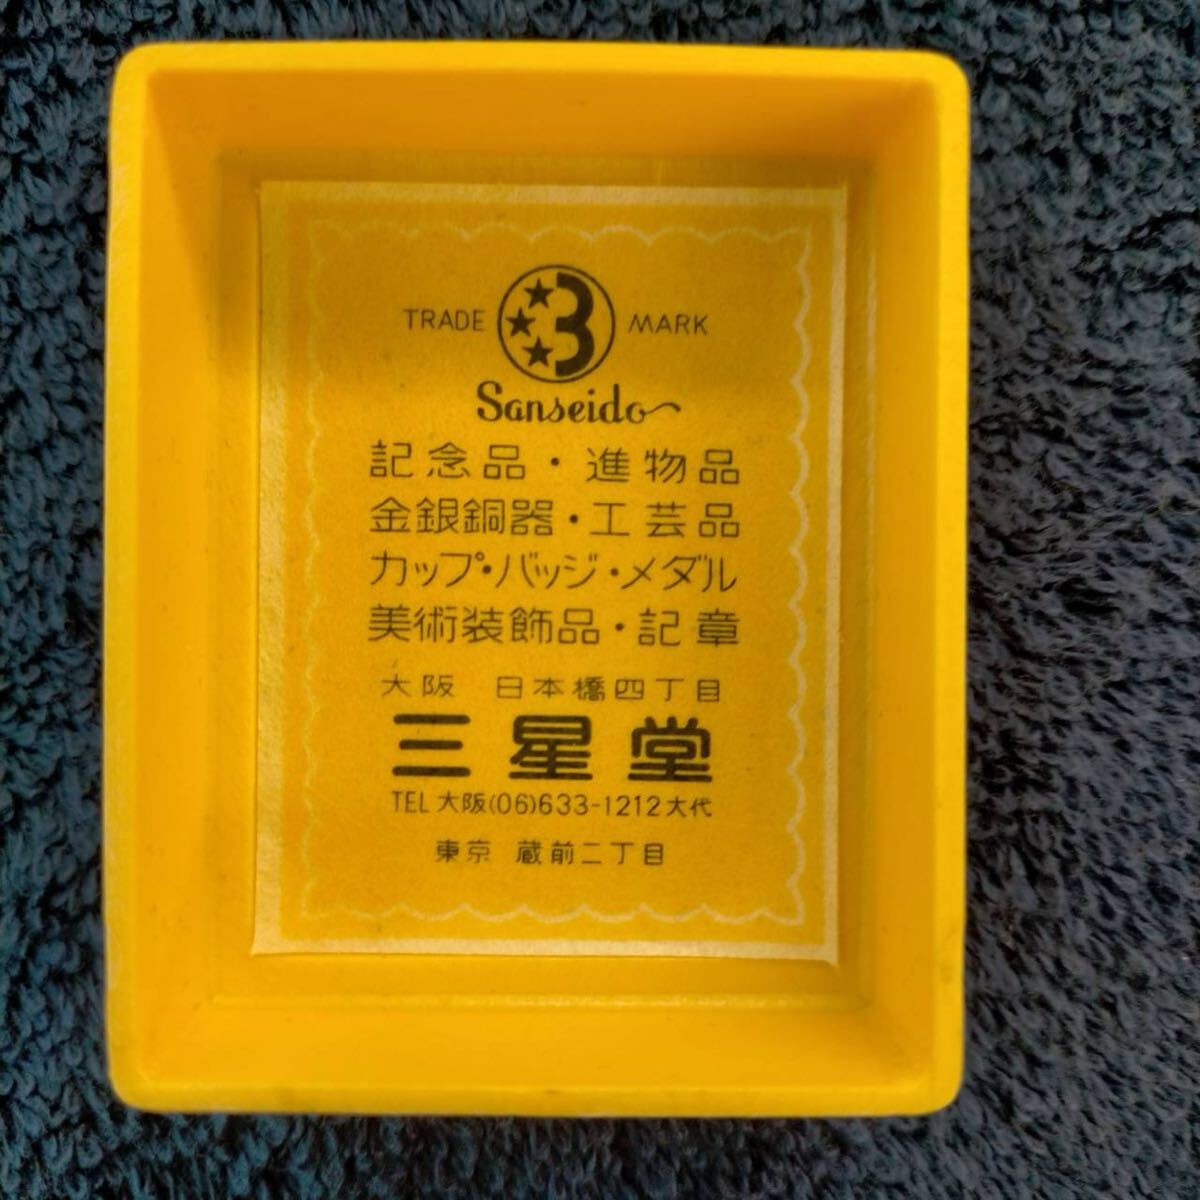 TRADE 3 MARK
Sanseido
記念品・進物品
金銀銅器・工芸品
カップ・バッジ・メダル
美術装飾品・記章
大阪 日本橋四丁目
三星堂
TEL 大阪(06)633-1212大代
東京 蔵前二丁目